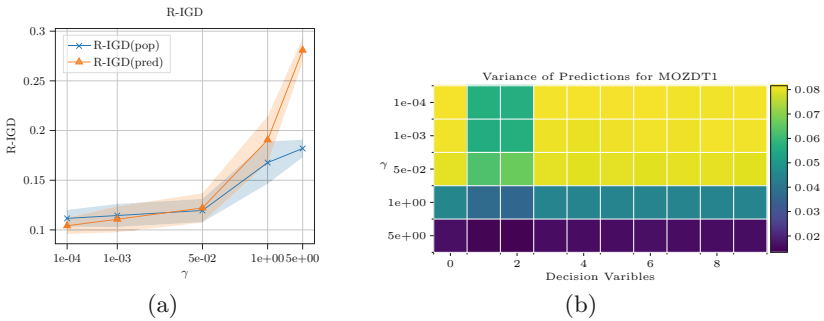 R-IGD
0.3
0.25
0.2
0.15
0.1
R-IGD
R-IGD(pop)
R-IGD(pred)
1e-04
1e-03
5e-02
1e+00
5e+00
γ
(a)
Variance of Predictions for MOZDT1
1e-04
1e-03
5e-02
1e+00
5e+00
γ
0
2
4
6
8
Decision Varibles
0.08
0.07
0.06
0.05
0.04
0.03
0.02
(b)